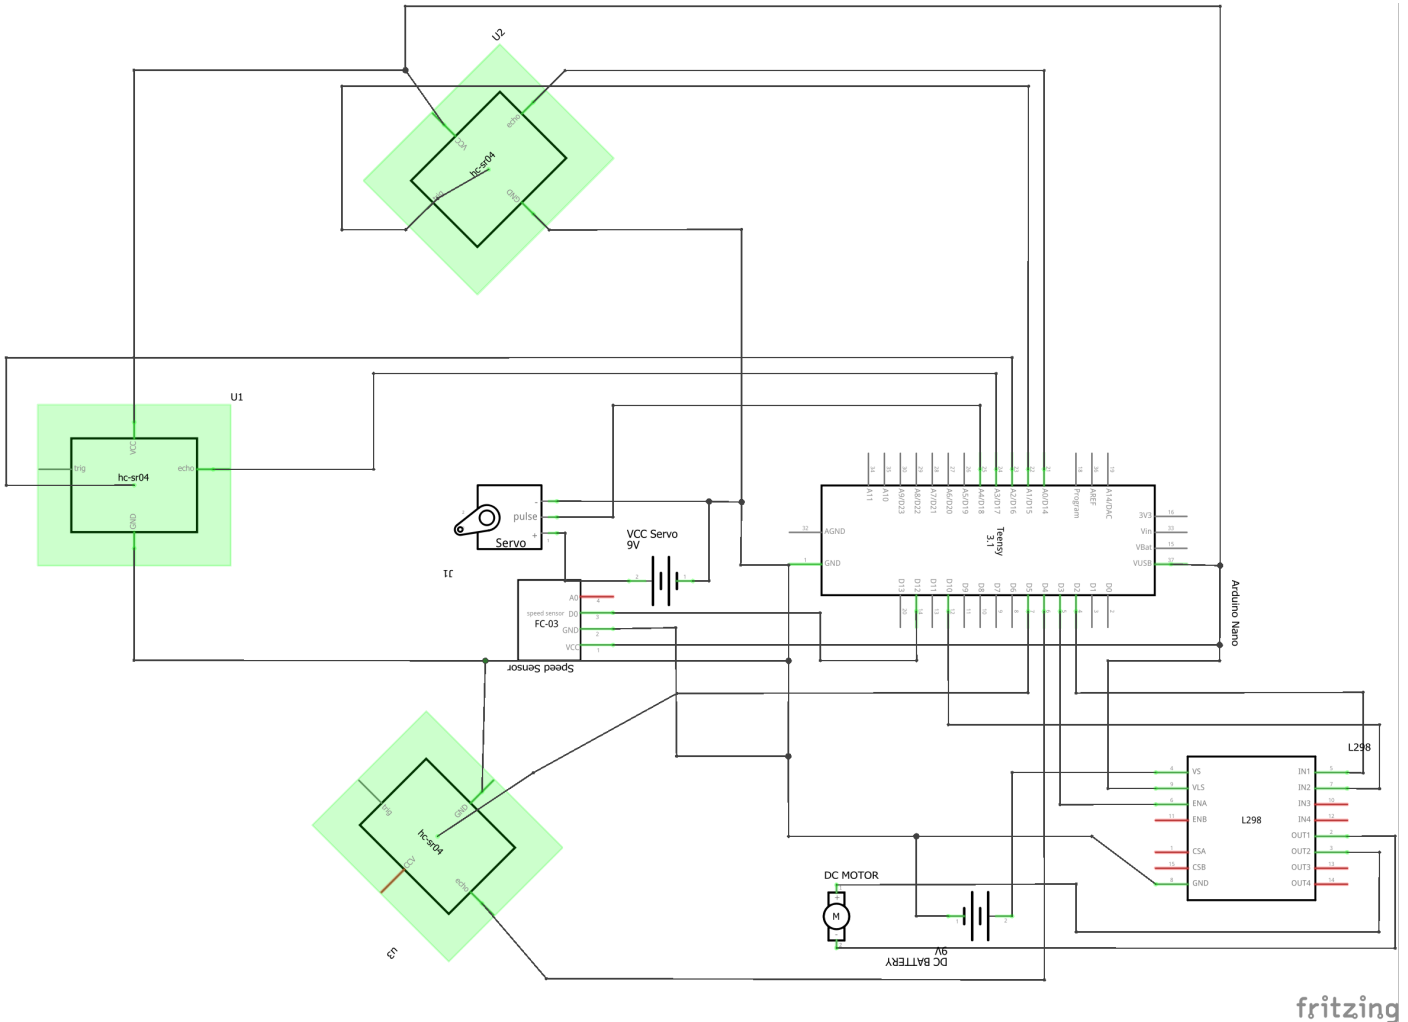 U2
VCC
echo
hc-sr04
trig
GND
U1
VCC
trig
echo
hc-sr04
GND
A11
A10
A9/D23
A8/D22
A7/D21
A6/D20
A5/D19
A4/D18
A3/D17
A2/D16
A1/D15
A0/D14
Program
AREF
A14/DAC
AGND
GND
Teensy
3.1
3V3
Vin
VBat
VUSB
D13
D12
D11
D10
D9
D8
D7
D6
D5
D4
D3
D2
D1
D0
Arduino Nano
-
pulse
+
Servo
J1
VCC Servo
9V
A0
speed sensor
D0
FC-03
GND
VCC
Speed Sensor
trig
GND
hc-sr04
VCC
echo
U3
L298
VS
VLS
ENA
ENB
CSA
CSB
GND
L298
IN1
IN2
IN3
IN4
OUT1
OUT2
OUT3
OUT4
DC MOTOR
M
9V
DC BATTERY
fritzing